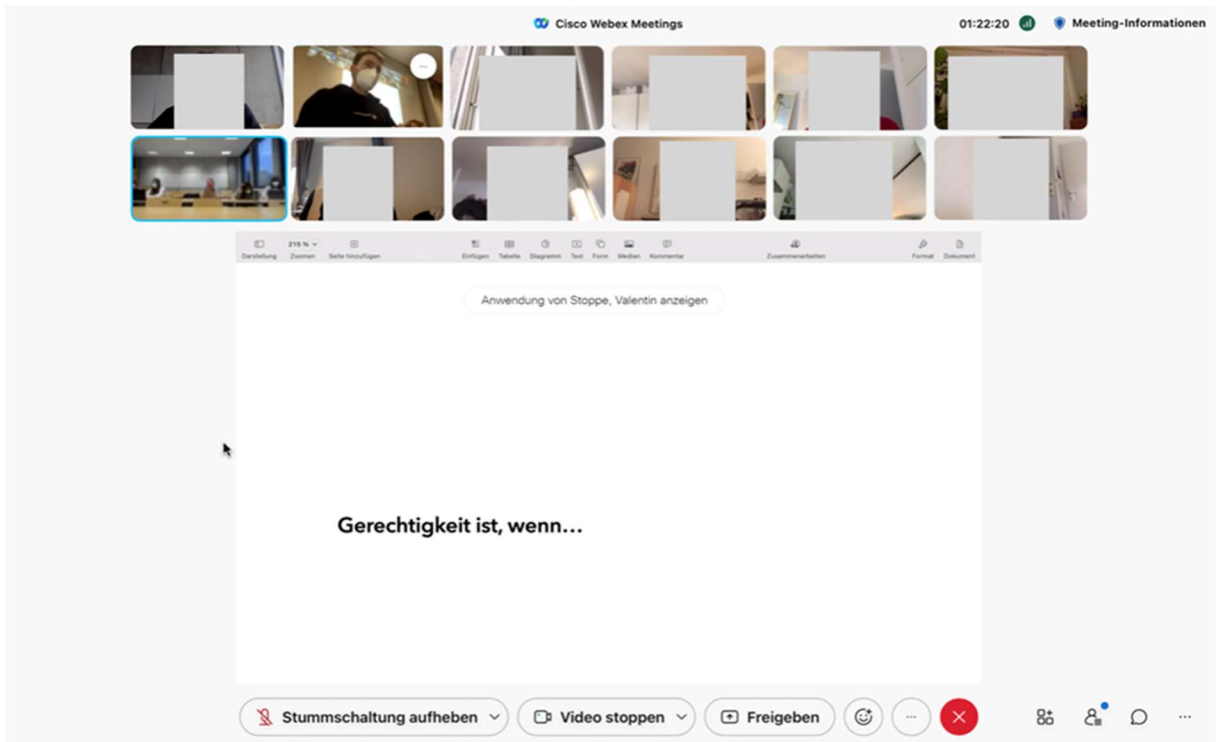 Cisco Webex Meetings
01:22:20
Meeting-Informationen
215 %
Darstellung
Zoomen
Seite hinzufügen
Einfügen
Tabelle
Diagramm
Text
Form
Medien
Kommentar
Zusammenarbeiten
Format
Dokument
Anwendung von Stoppe, Valentin anzeigen
Gerechtigkeit ist, wenn…
Stummschaltung aufheben
Video stoppen
Freigeben